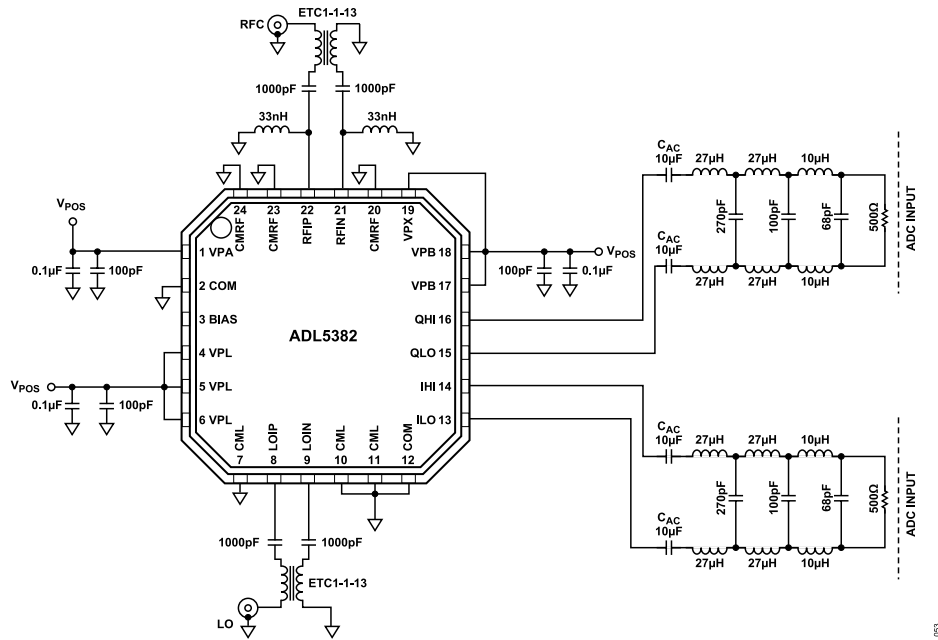 ETC1-1-13
RFC
1000pF
1000pF
33nH
33nH
VPOS
0.1µF
100pF
24
CMRF
23
CMRF
22
RFIP
21
RFIN
20
CMRF
19
VPX
1 VPA
2 COM
3 BIAS
4 VPL
5 VPL
6 VPL
ADL5382
VPB 18
VPB 17
QHI 16
QLO 15
IHI 14
ILO 13
CML
7
LOIP
8
LOIN
9
CML
10
CML
11
COM
12
VPOS
0.1µF
100pF
100pF
0.1µF
VPOS
1000pF
1000pF
ETC1-1-13
LO
CAC
10µF
27µH
27µH
10µH
270pF
100pF
68pF
500Ω
ADC INPUT
CAC
10µF
27µH
27µH
10µH
CAC
10µF
27µH
27µH
10µH
270pF
100pF
68pF
500Ω
ADC INPUT
CAC
10µF
27µH
27µH
10µH